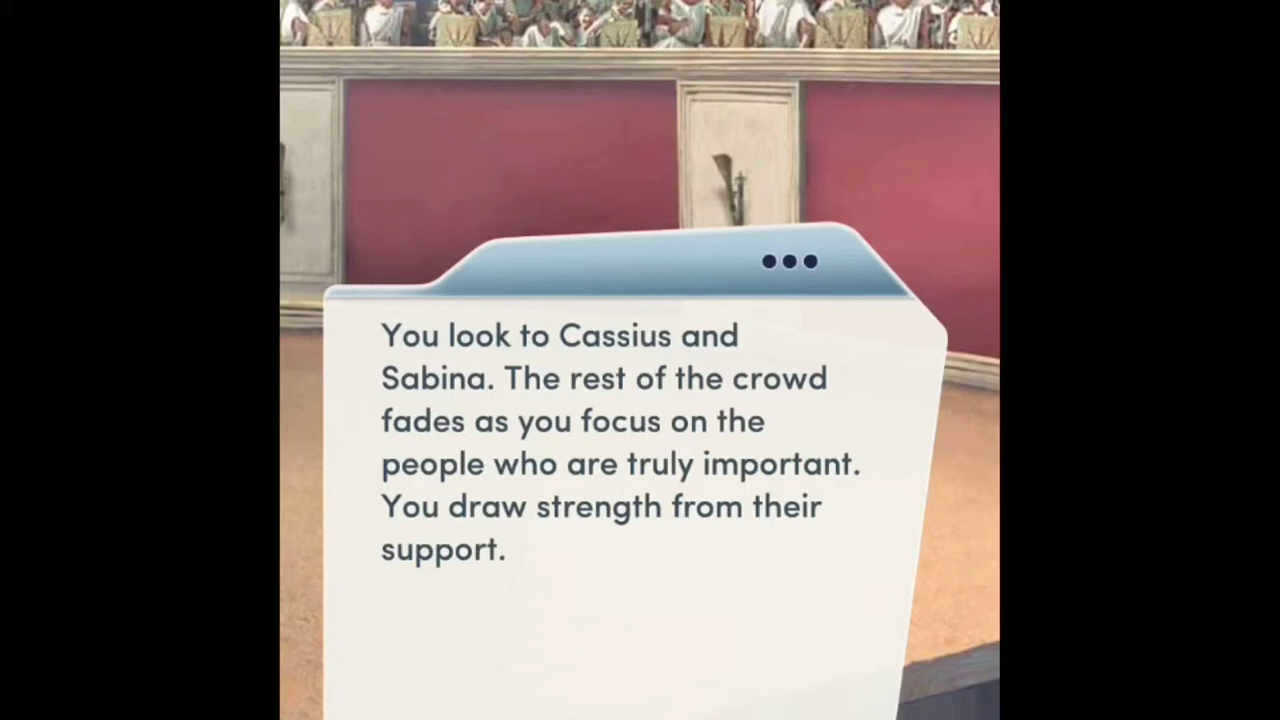 You look to Cassius and
Sabina. The rest of the crowd
fades as you focus on the
people who are truly important.
You draw strength from their
support.